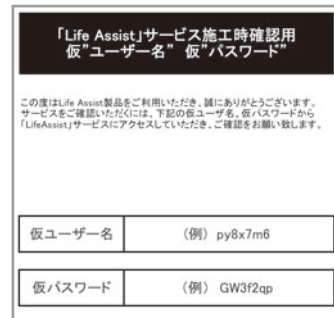 「Life Assist」サービス施工時確認用
仮”ユーザー名” 仮”パスワード”
この度はLife Assist製品をご利用いただき、誠にありがとうございます。
サービスをご確認いただくには、下記の仮ユーザ名、仮パスワードから
「LifeAssist」サービスにアクセスしていただき、ご確認をお願い致します。
仮ユーザー名 （例）py8x7m6
仮パスワード （例）GW3f2qp